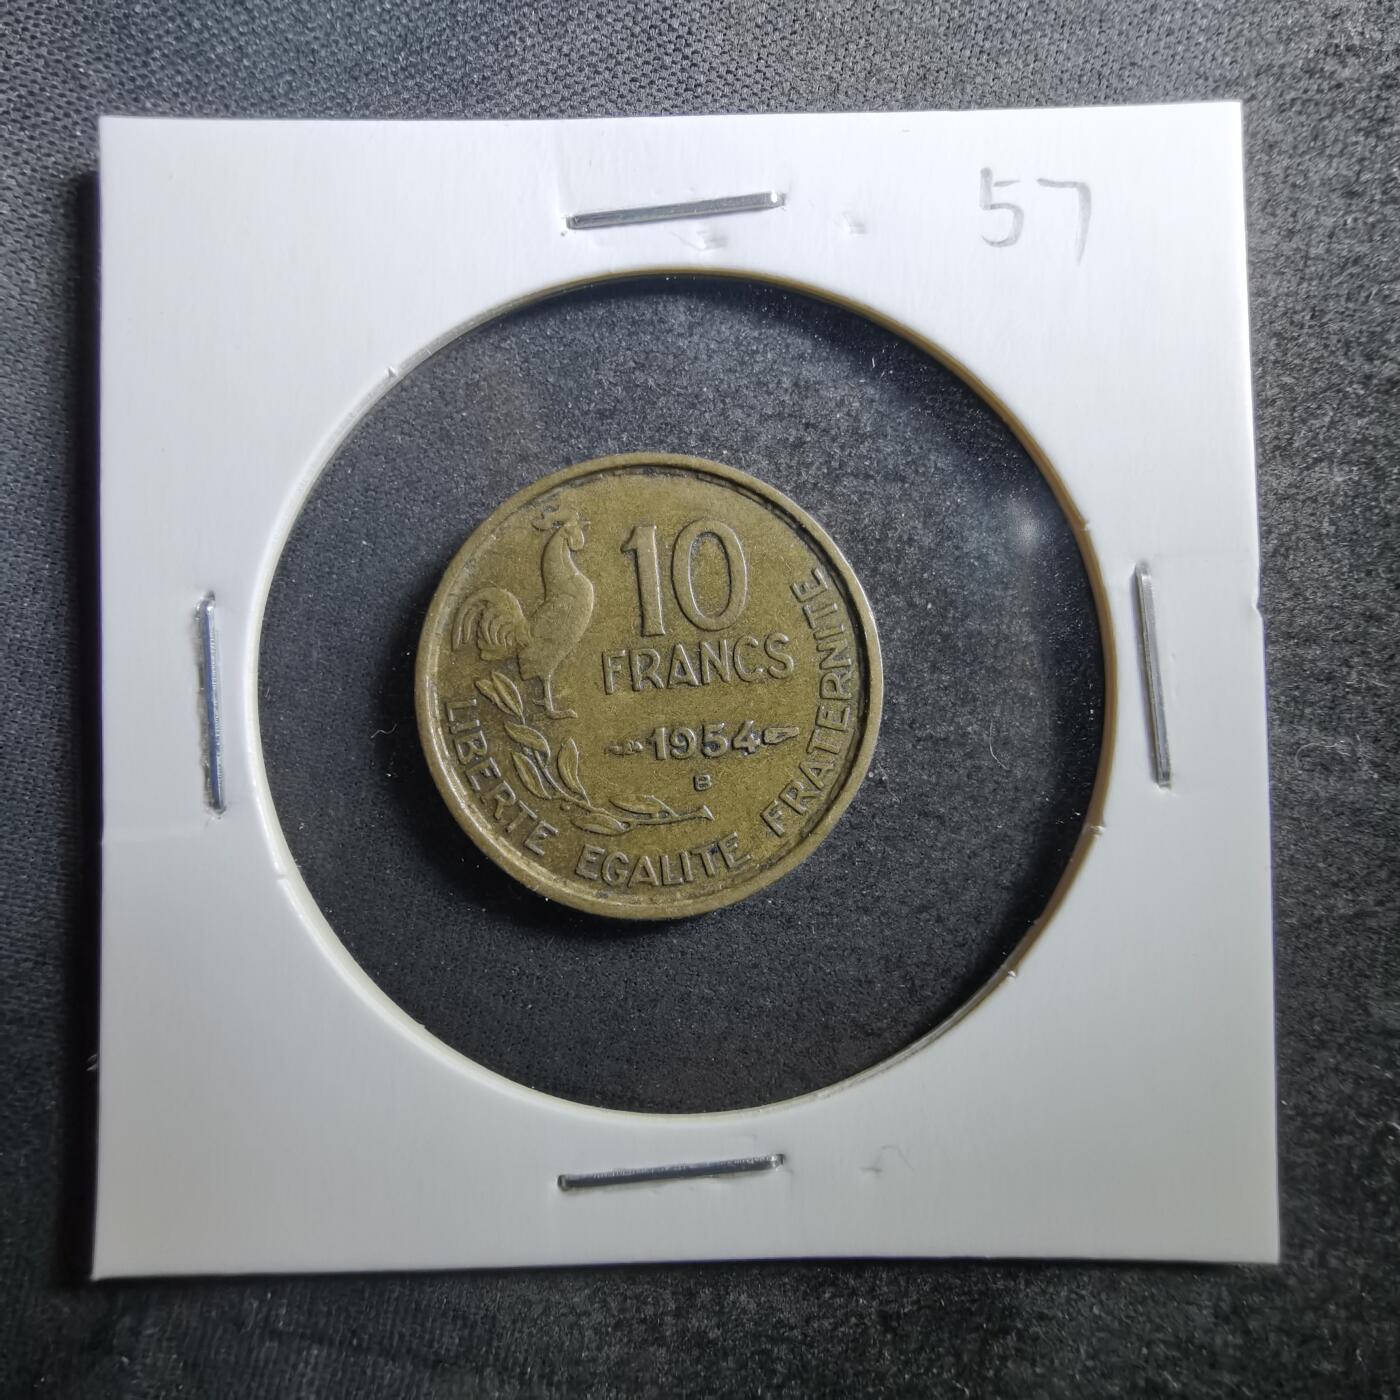 57
10
FRANCS
1954
B
LIBERTE EGALITE FRATERNITE